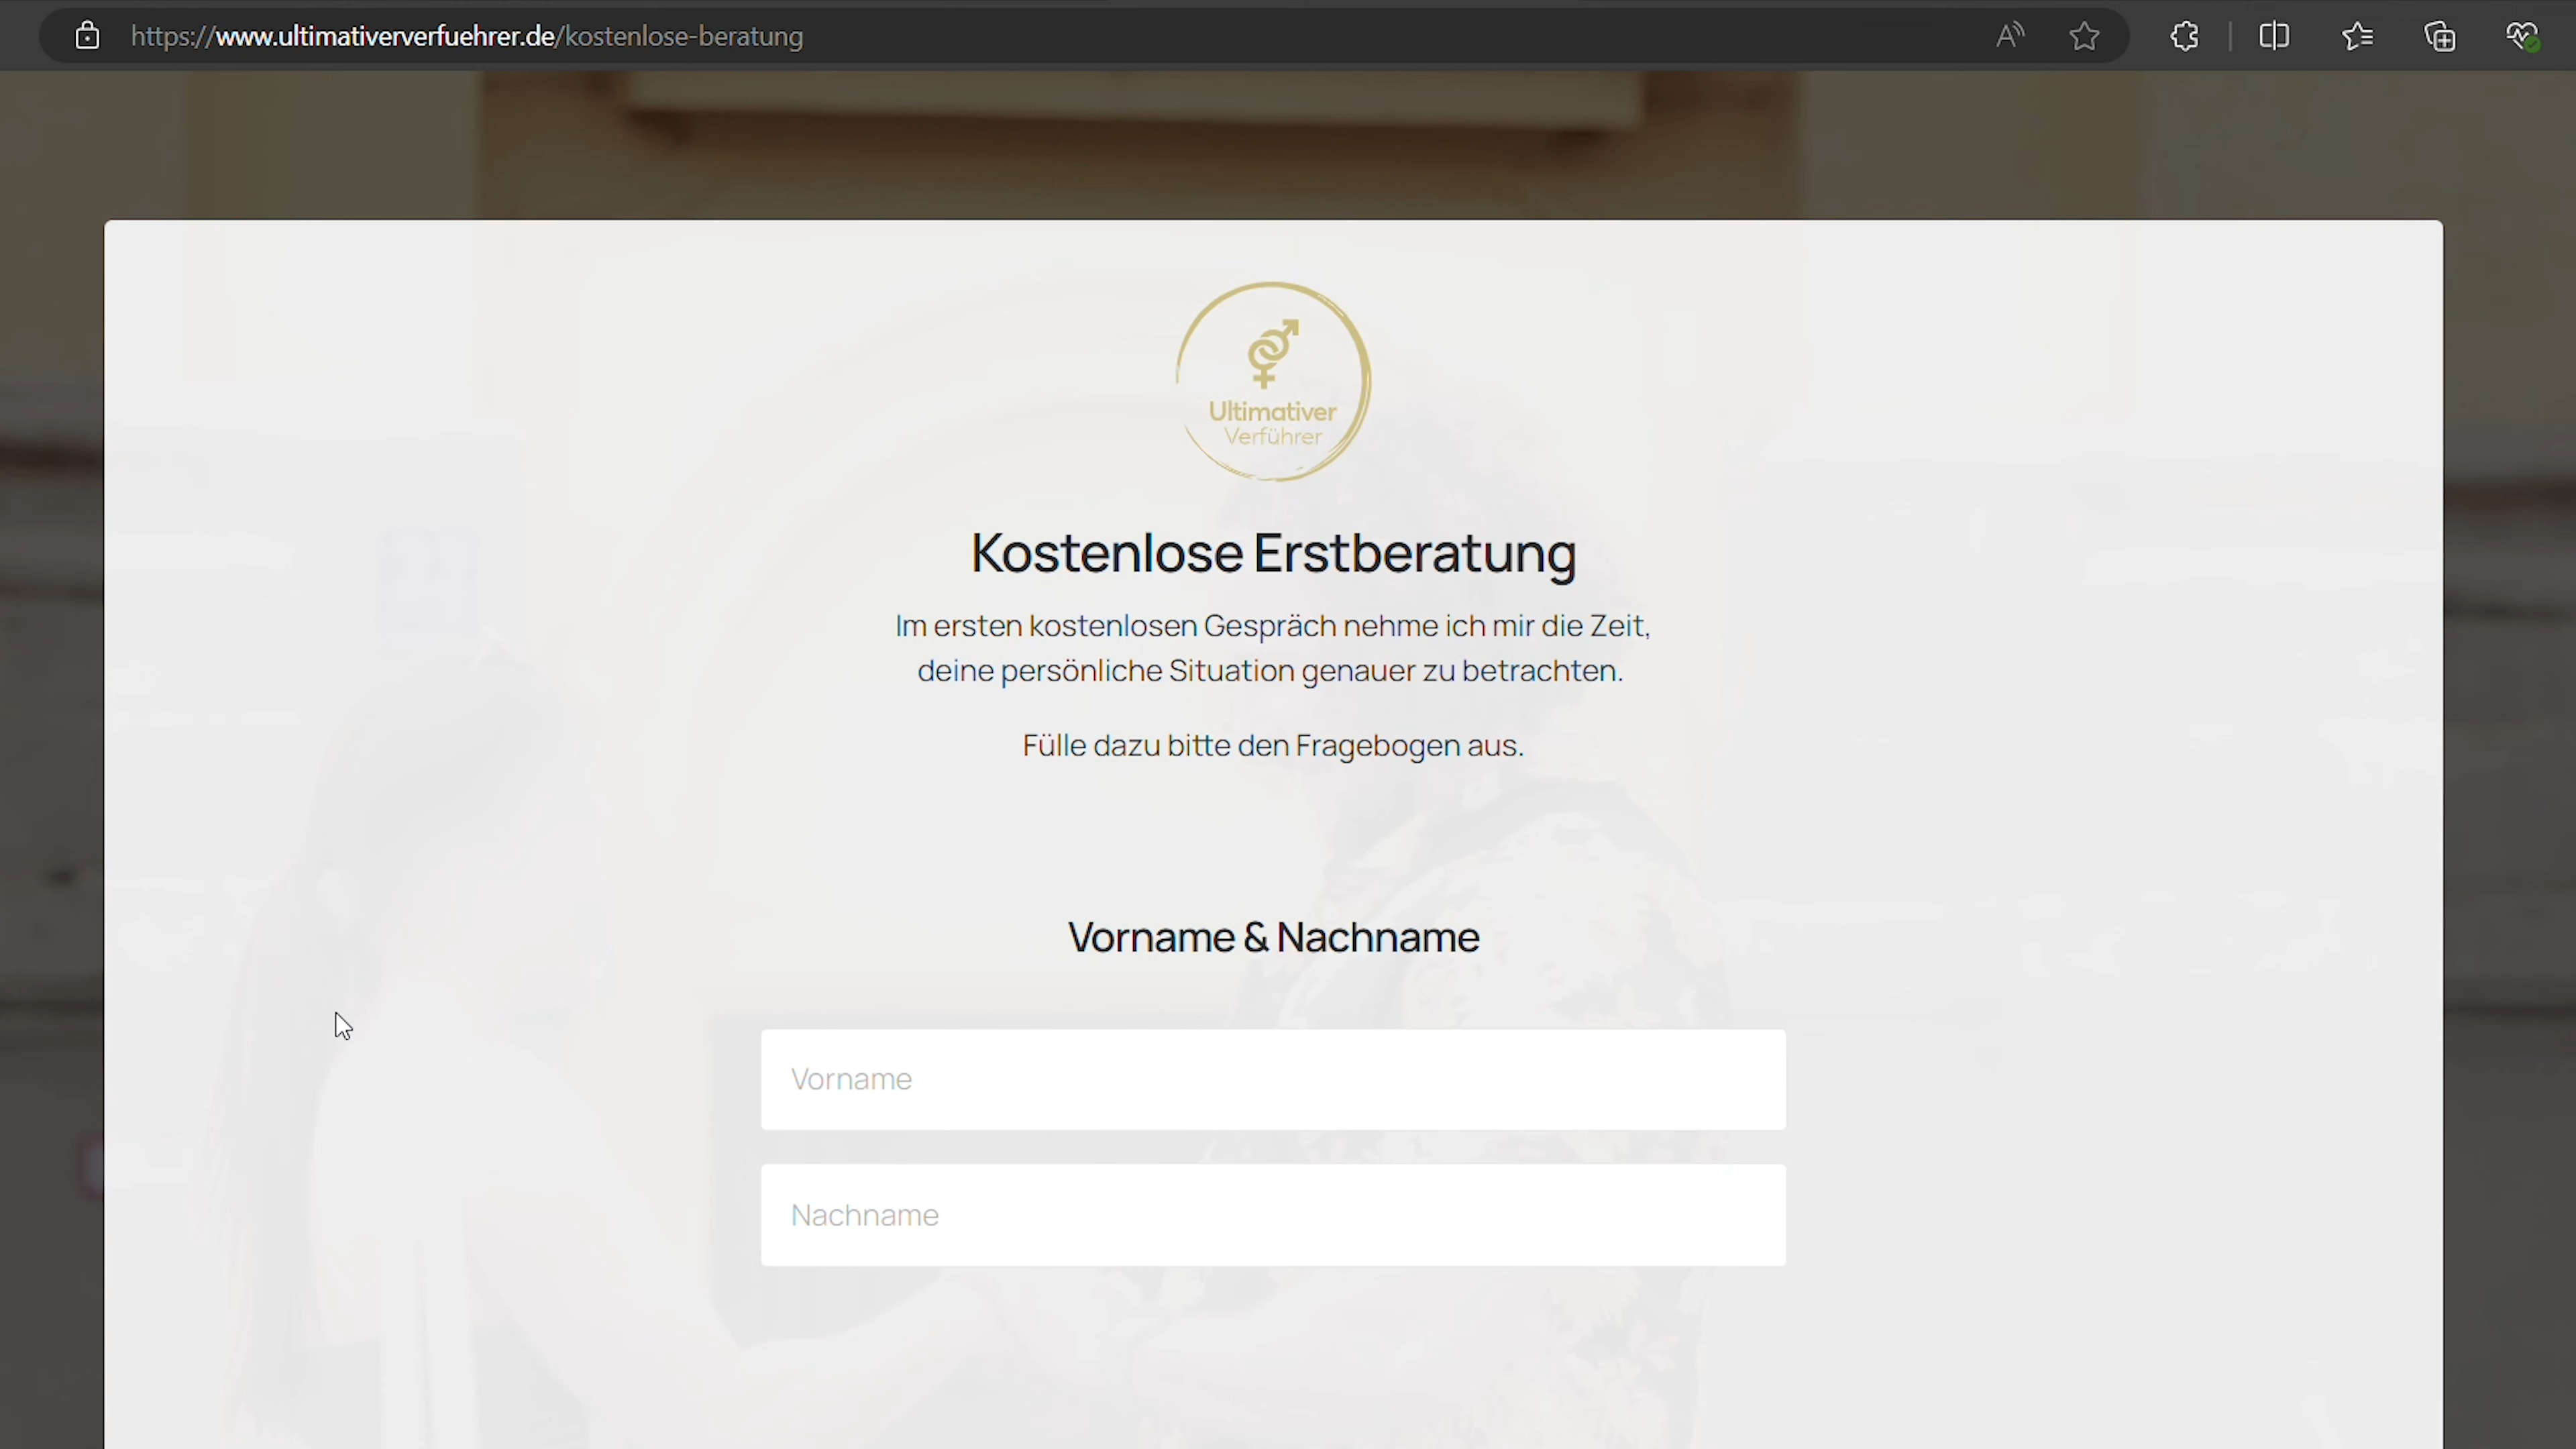 https://www.ultimatiververfuehrer.de/kostenlose-beratung
Ultimativer
Verführer
Kostenlose Erstberatung
Im ersten kostenlosen Gespräch nehme ich mir die Zeit,
deine persönliche Situation genauer zu betrachten.
Fülle dazu bitte den Fragebogen aus.
Vorname & Nachname
Vorname
Nachname